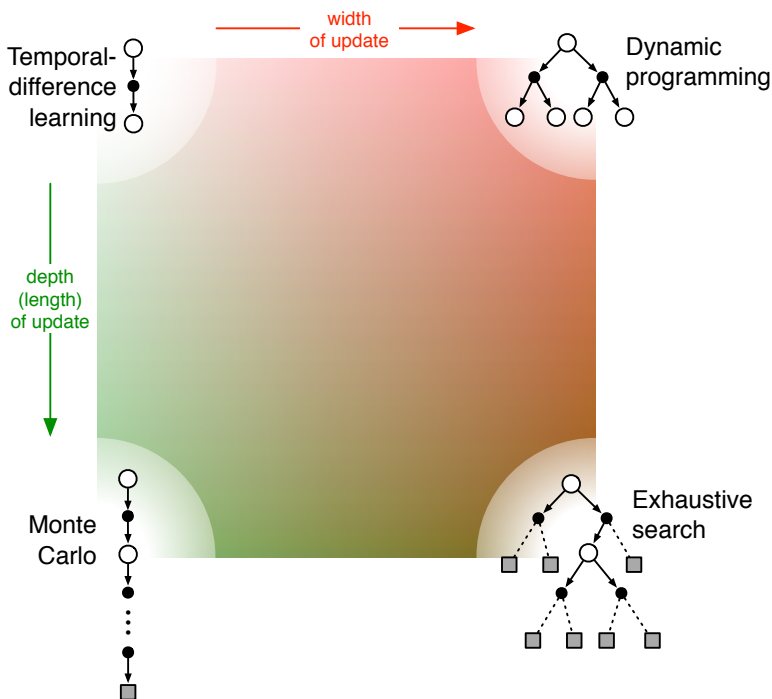 width
of update
Temporal-
difference
learning
Dynamic
programming
depth
(length)
of update
Monte
Carlo
Exhaustive
search